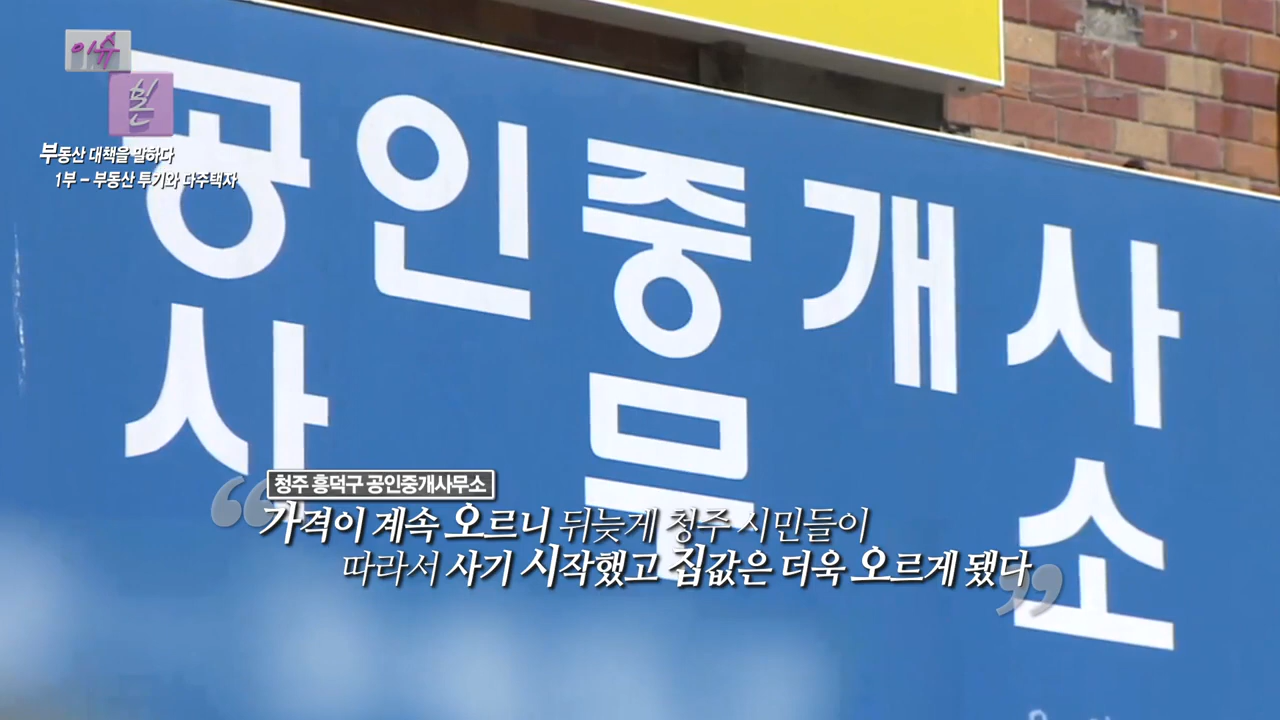 이슈
본
부동산 대책을 말하다
1부 - 부동산 투기와 다주택자
공인중개사
사무소
청주 흥덕구 공인중개사무소
“가격이 계속 오르니 뒤늦게 청주 시민들이
따라서 사기 시작했고 집값은 더욱 오르게 됐다”